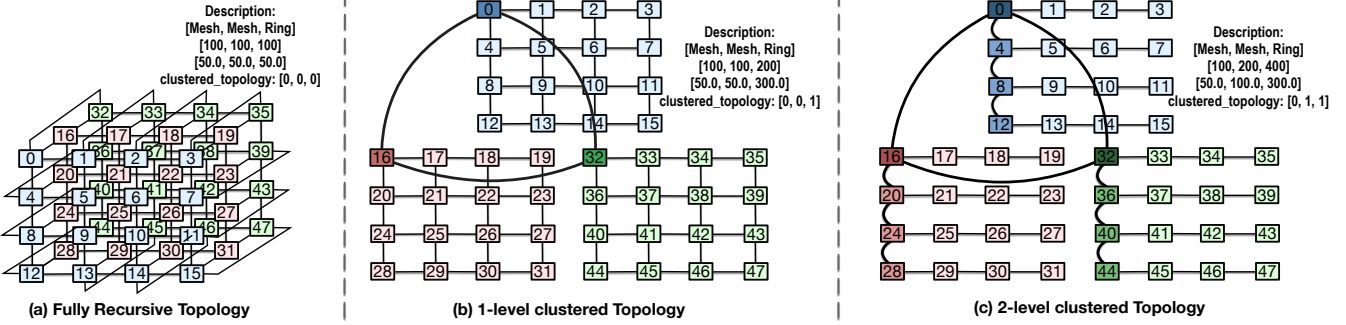 Description:
[Mesh, Mesh, Ring]
[100, 100, 100]
[50.0, 50.0, 50.0]
clustered_topology: [0, 0, 0]
32 33 34 35
16 17 18 19
0 1 2 3
36 37 38 39
20 21 22 23
4 5 6 7
40 41 42 43
24 25 26 27
8 9 10 11
44 45 46 47
28 29 30 31
12 13 14 15
(a) Fully Recursive Topology
Description:
[Mesh, Mesh, Ring]
[100, 100, 200]
[50.0, 50.0, 300.0]
clustered_topology: [0, 0, 1]
0 1 2 3
4 5 6 7
8 9 10 11
12 13 14 15
16 17 18 19 32 33 34 35
20 21 22 23 36 37 38 39
24 25 26 27 40 41 42 43
28 29 30 31 44 45 46 47
(b) 1-level clustered Topology
Description:
[Mesh, Mesh, Ring]
[100, 200, 400]
[50.0, 100.0, 300.0]
clustered_topology: [0, 1, 1]
0 1 2 3
4 5 6 7
8 9 10 11
12 13 14 15
16 17 18 19 32 33 34 35
20 21 22 23 36 37 38 39
24 25 26 27 40 41 42 43
28 29 30 31 44 45 46 47
(c) 2-level clustered Topology